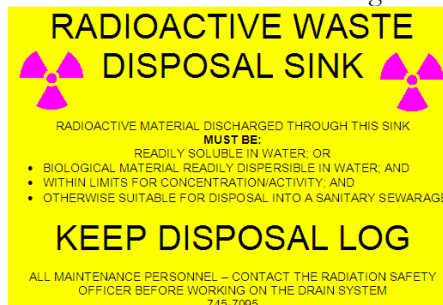 RADIOACTIVE WASTE
DISPOSAL SINK
RADIOACTIVE MATERIAL DISCHARGED THROUGH THIS SINK
MUST BE:
READILY SOLUBLE IN WATER; OR
• BIOLOGICAL MATERIAL READILY DISPERSIBLE IN WATER; AND
• WITHIN LIMITS FOR CONCENTRATION/ACTIVITY; AND
• OTHERWISE SUITABLE FOR DISPOSAL INTO A SANITARY SEWARAGE
KEEP DISPOSAL LOG
ALL MAINTENANCE PERSONNEL – CONTACT THE RADIATION SAFETY
OFFICER BEFORE WORKING ON THE DRAIN SYSTEM
745-7095